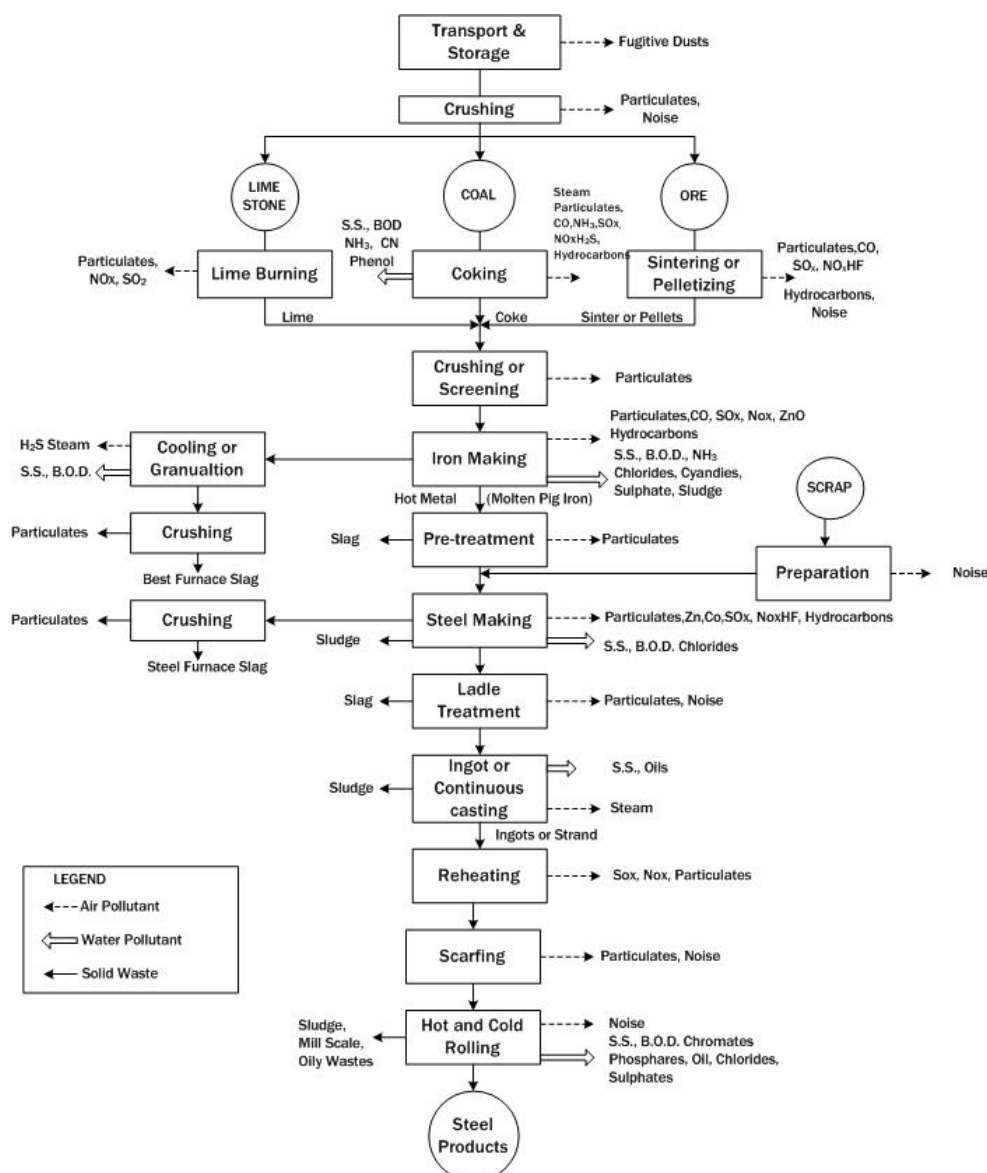 Transport &
Storage
Fugitive Dusts
Crushing
Particulates,
Noise
LIME
STONE
COAL
ORE
Steam
Particulates,
CO,NH₃,SOx,
NOxH₂S,
Hydrocarbons
S.S., BOD
NH₃, CN
Phenol
Particulates,
NOx, SO₂
Lime Burning
Coking
Sintering or
Pelletizing
Particulates,CO,
SOₓ, NOₓHF
Hydrocarbons,
Noise
Lime
Coke
Sinter or Pellets
Crushing or
Screening
Particulates
Particulates,CO, SOx, Nox, ZnO
Hydrocarbons
S.S., B.O.D., NH₃
Chlorides, Cyandies,
Sulphate, Sludge
Iron Making
Cooling or
Granualtion
H₂S Steam
S.S., B.O.D.
Hot Metal
(Molten Pig Iron)
SCRAP
Particulates
Crushing
Slag
Pre-treatment
Particulates
Best Furnace Slag
Preparation
Noise
Particulates
Crushing
Steel Making
Particulates,Zn,Co,SOx, NoxHF, Hydrocarbons
Sludge
S.S., B.O.D. Chlorides
Steel Furnace Slag
Slag
Ladle
Treatment
Particulates, Noise
Sludge
Ingot or
Continuous
casting
S.S., Oils
Steam
Ingots or Strand
Reheating
Sox, Nox, Particulates
LEGEND
Air Pollutant
Water Pollutant
Solid Waste
Scarfing
Particulates, Noise
Sludge,
Mill Scale,
Oily Wastes
Hot and Cold
Rolling
Noise
S.S., B.O.D. Chromates
Phosphares, Oil, Chlorides,
Sulphates
Steel
Products